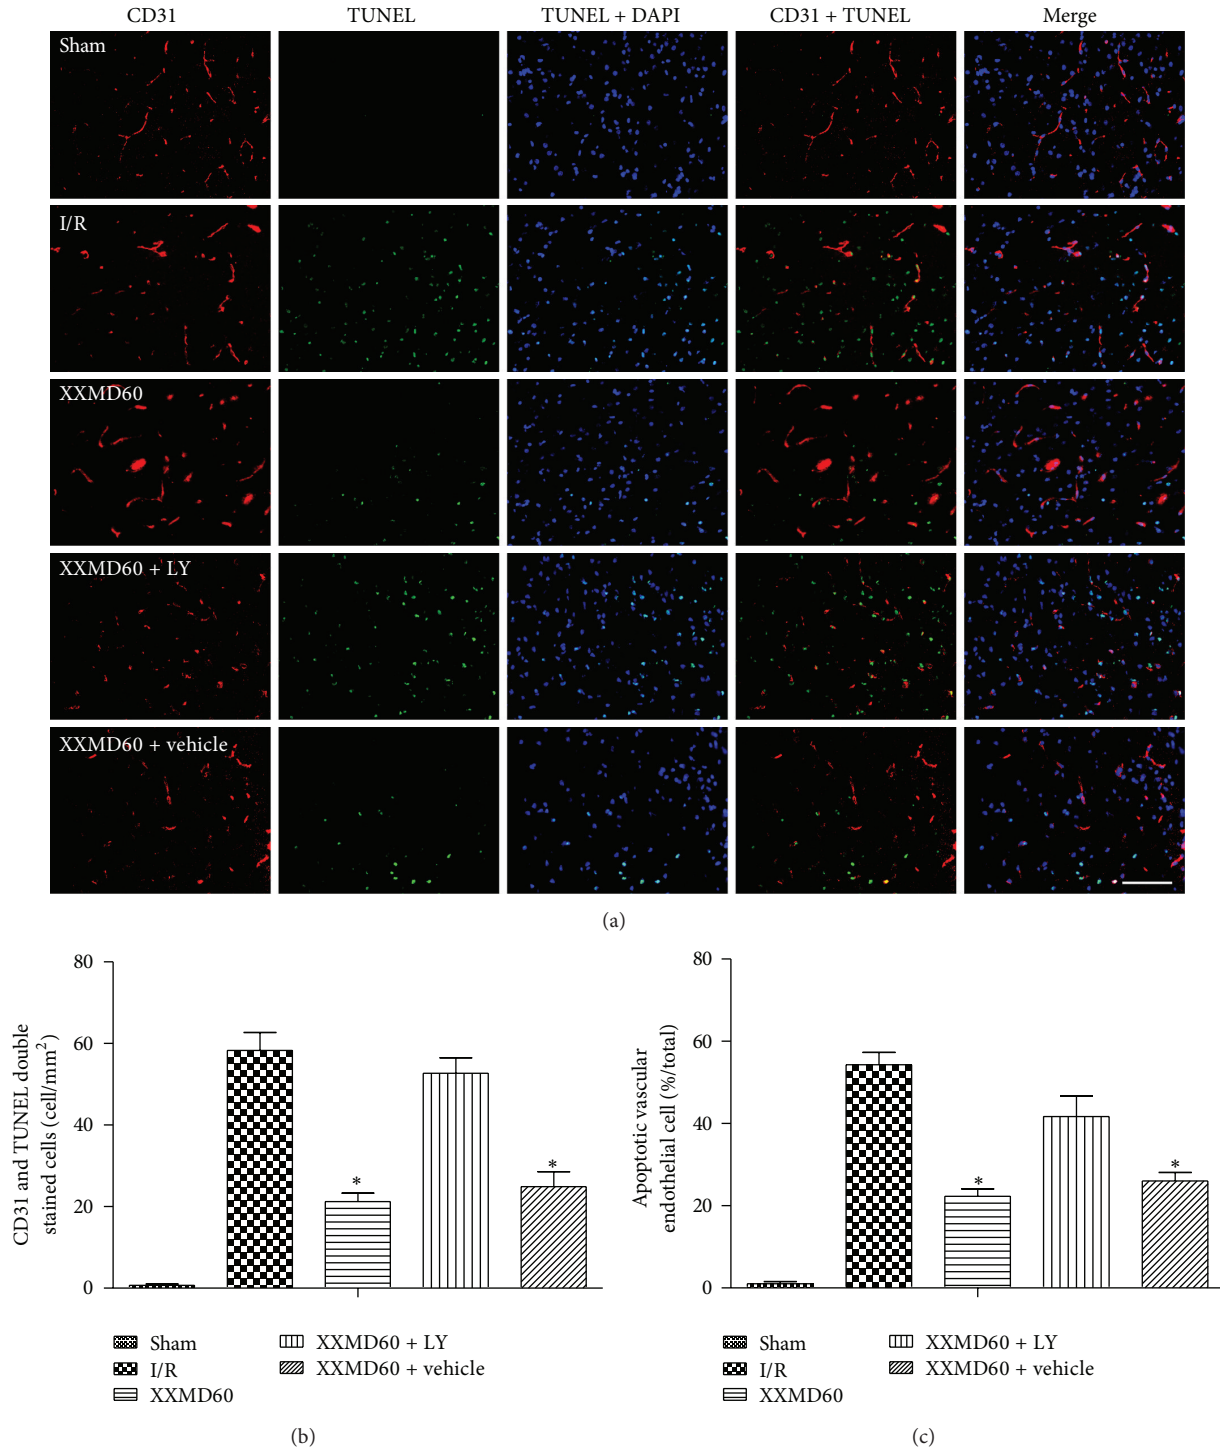 CD31 TUNEL TUNEL + DAPI CD31 + TUNEL Merge
Sham
I/R
XXMD60
XXMD60 + LY
XXMD60 + vehicle
(a)
80
60
40
20
0
CD31 and TUNEL double
stained cells (cell/mm²)
*
*
Sham
I/R
XXMD60
XXMD60 + LY
XXMD60 + vehicle
(b)
80
60
40
20
0
Apoptotic vascular
endothelial cell (%/total)
*
*
Sham
I/R
XXMD60
XXMD60 + LY
XXMD60 + vehicle
(c)